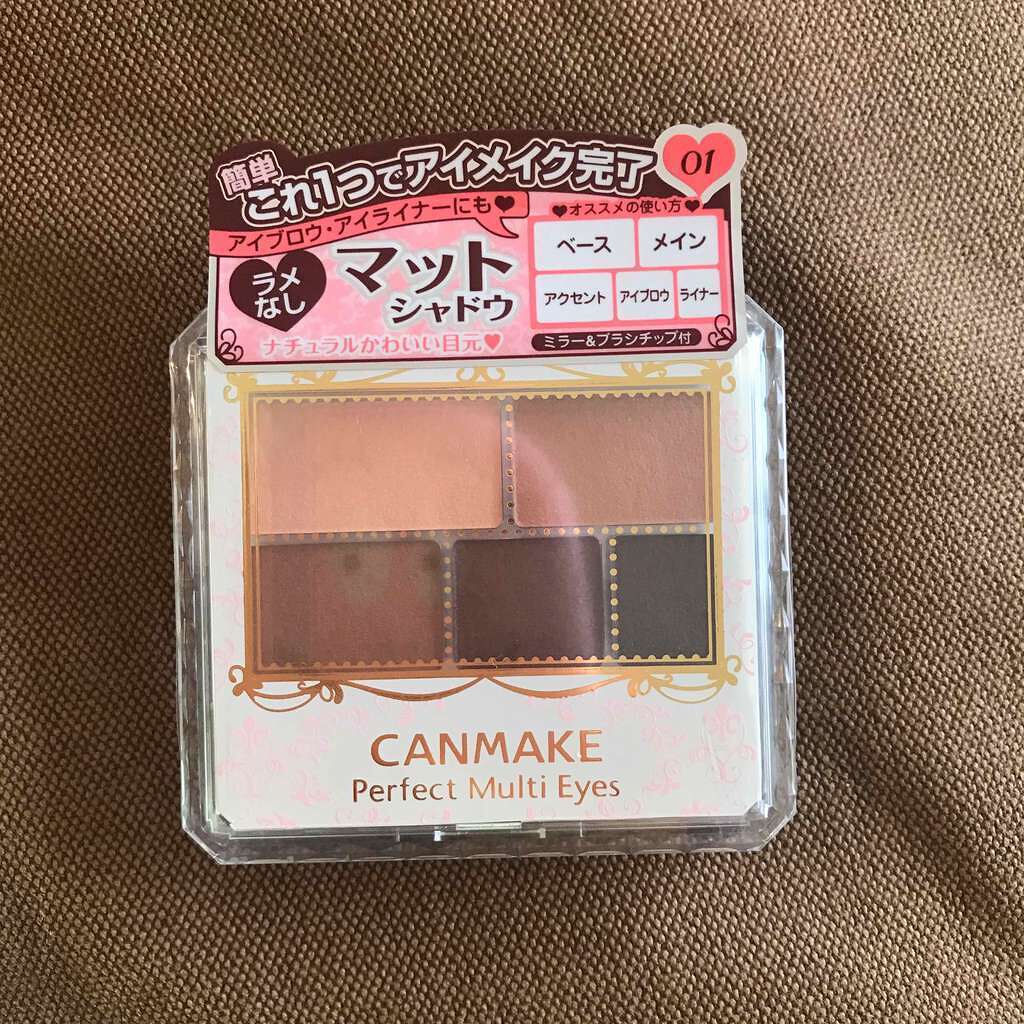 簡単
これ1つでアイメイク完了
01
アイブロウ・アイライナーにも♥
ラメ
なし
マット
シャドウ
ナチュラルかわいい目元♥
♥オススメの使い方♥
ベース メイン
アクセント アイブロウ ライナー
ミラー&ブラシチップ付
CANMAKE
Perfect Multi Eyes